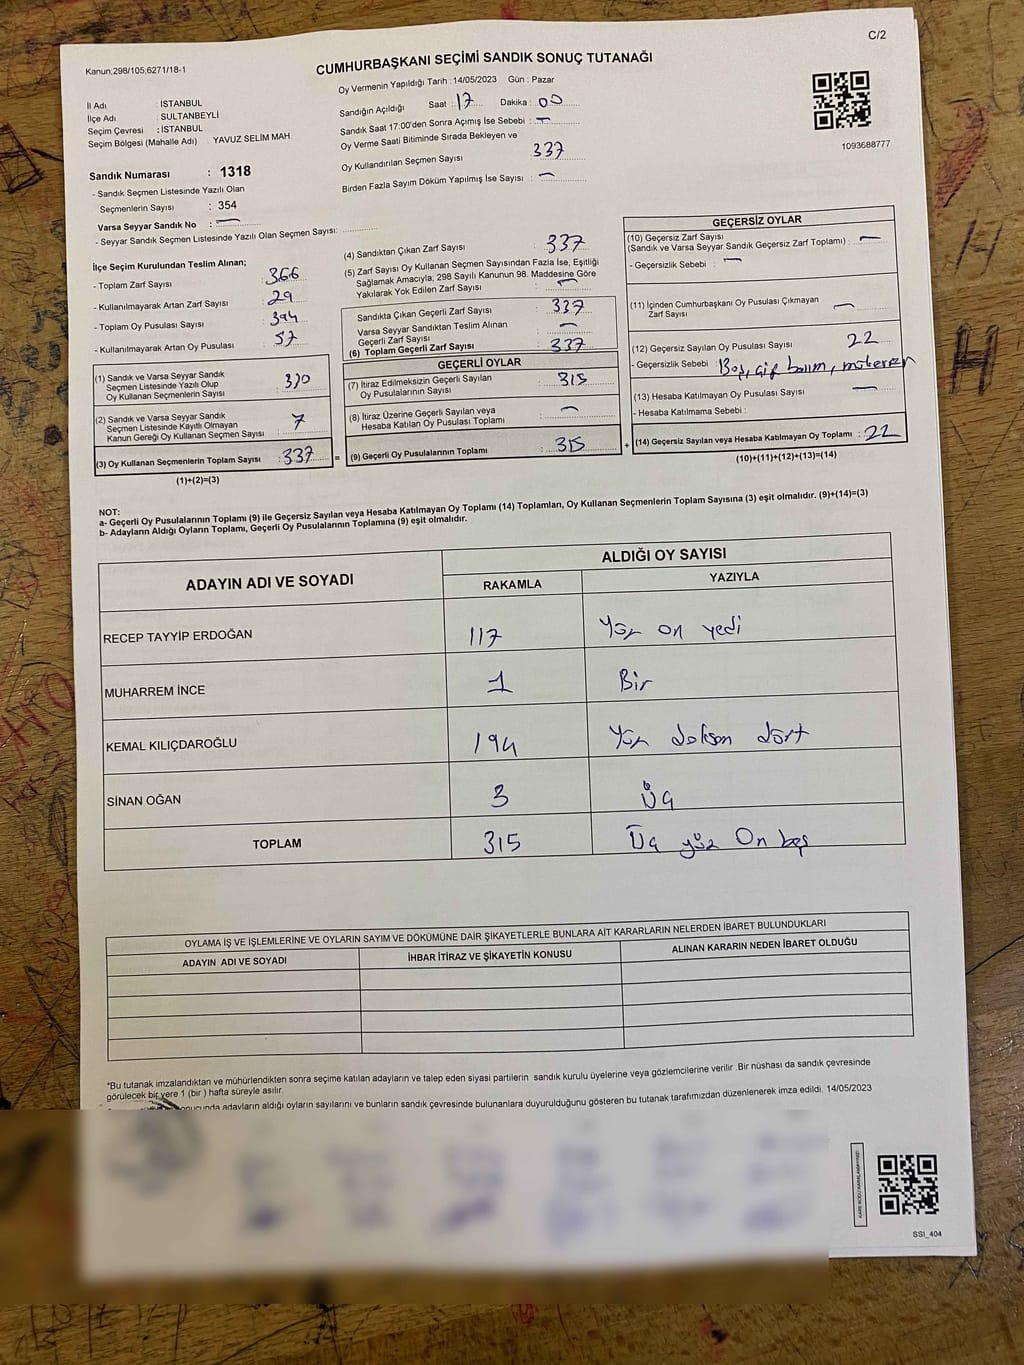 C/2
Kanun;298/105,6271/18-1
CUMHURBAŞKANI SEÇİMİ SANDIK SONUÇ TUTANAĞI
Oy Vermenin Yapıldığı Tarih : 14/05/2023 Gün : Pazar
İl Adı : İSTANBUL
İlçe Adı : SULTANBEYLİ
Seçim Çevresi : İSTANBUL
Seçim Bölgesi (Mahalle Adı) : YAVUZ SELİM MAH.
Sandık Numarası : 1318
- Sandık Seçmen Listesinde Yazılı Olan
Seçmenlerin Sayısı : 354
Varsa Seyyar Sandık No : —
- Seyyar Sandık Seçmen Listesinde Yazılı Olan Seçmen Sayısı:
Sandığın Açıldığı Saat : 17 Dakika : 00
Sandık Saat 17:00'den Sonra Açımış İse Sebebi : —
Oy Verme Saati Bitiminde Sırada Bekleyen ve
Oy Kullandırılan Seçmen Sayısı 337
Birden Fazla Sayım Döküm Yapılmış İse Sayısı : —
1093688777
İlçe Seçim Kurulundan Teslim Alınan;
- Toplam Zarf Sayısı : 366
- Kullanılmayarak Artan Zarf Sayısı : 29
- Toplam Oy Pusulası Sayısı : 394
- Kullanılmayarak Artan Oy Pusulası : 57
(1) Sandık ve Varsa Seyyar Sandık
Seçmen Listesinde Yazılı Olup
Oy Kullanan Seçmenlerin Sayısı : 330
(2) Sandık ve Varsa Seyyar Sandık
Seçmen Listesinde Kayıtlı Olmayan
Kanun Gereği Oy Kullanan Seçmen Sayısı : 7
(3) Oy Kullanan Seçmenlerin Toplam Sayısı : 337 =
(1)+(2)=(3)
(4) Sandıktan Çıkan Zarf Sayısı : 337
(5) Zarf Sayısı Oy Kullanan Seçmen Sayısından Fazla İse, Eşitliği
Sağlamak Amacıyla; 298 Sayılı Kanunun 98. Maddesine Göre
Yakılarak Yok Edilen Zarf Sayısı : —
Sandıkta Çıkan Geçerli Zarf Sayısı : 337
Varsa Seyyar Sandıktan Teslim Alınan
Geçerli Zarf Sayısı : —
(6) Toplam Geçerli Zarf Sayısı : 337
GEÇERLİ OYLAR
(7) İtiraz Edilmeksizin Geçerli Sayılan
Oy Pusulalarının Sayısı : 315
(8) İtiraz Üzerine Geçerli Sayılan veya
Hesaba Katılan Oy Pusulası Toplamı : —
(9) Geçerli Oy Pusulalarının Toplamı : 315 +
GEÇERSİZ OYLAR
(10) Geçersiz Zarf Sayısı
(Sandık ve Varsa Seyyar Sandık Geçersiz Zarf Toplamı) : —
- Geçersizlik Sebebi : —
(11) İçinden Cumhurbaşkanı Oy Pusulası Çıkmayan
Zarf Sayısı : —
(12) Geçersiz Sayılan Oy Pusulası Sayısı : 22
- Geçersizlik Sebebi : Boş,
(13) Hesaba Katılmayan Oy Pusulası Sayısı : —
- Hesaba Katılmama Sebebi :
(14) Geçersiz Sayılan veya Hesaba Katılmayan Oy Toplamı : 22
(10)+(11)+(12)+(13)=(14)
NOT:
a- Geçerli Oy Pusulalarının Toplamı (9) ile Geçersiz Sayılan veya Hesaba Katılmayan Oy Toplamı (14) Toplamları, Oy Kullanan Seçmenlerin Toplam Sayısına (3) eşit olmalıdır. (9)+(14)=(3)
b- Adayların Aldığı Oyların Toplamı, Geçerli Oy Pusulalarının Toplamına (9) eşit olmalıdır.
ADAYIN ADI VE SOYADI ALDIĞI OY SAYISI
RAKAMLA YAZIYLA
RECEP TAYYİP ERDOĞAN 117 Yüz on yedi
MUHARREM İNCE 1 Bir
KEMAL KILIÇDAROĞLU 194 Yüz doksan dört
SİNAN OĞAN 3 Üç
TOPLAM 315 Üç yüz On beş
OYLAMA İŞ VE İŞLEMLERİNE VE OYLARIN SAYIM VE DÖKÜMÜNE DAİR ŞİKAYETLERLE BUNLARA AİT KARARLARIN NELERDEN İBARET BULUNDUKLARI
ADAYIN ADI VE SOYADI İHBAR İTİRAZ VE ŞİKAYETİN KONUSU ALINAN KARARIN NEDEN İBARET OLDUĞU
*Bu tutanak imzalandıktan ve mühürlendikten sonra seçime katılan adayların ve talep eden siyasi partilerin sandık kurulu üyelerine veya gözlemcilerine verilir .Bir nüshası da sandık çevresinde
görülecek bir yere 1 (bir ) hafta süreyle asılır.
adayların aldığı oyların sayılarını ve bunların sandık çevresinde bulunanlara duyurulduğunu gösteren bu tutanak tarafımızdan düzenlenerek imza edildi. 14/05/2023
SSI_404